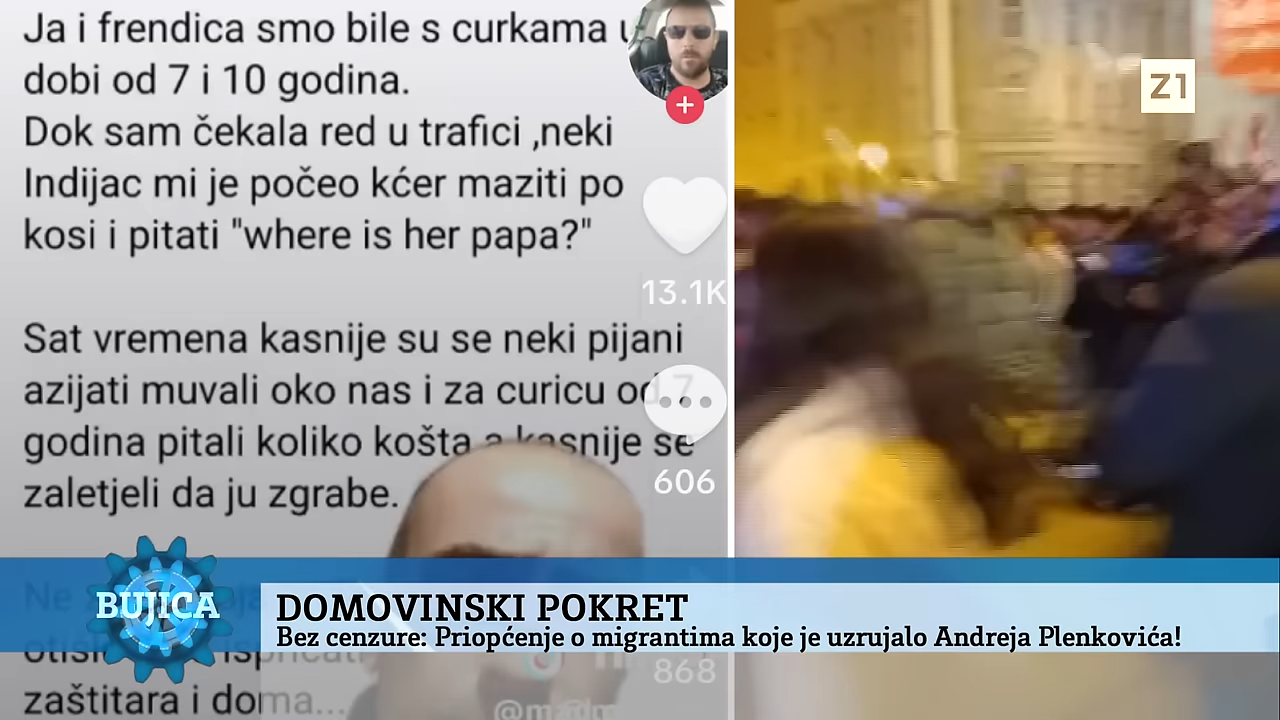 Ja i frendica smo bile s curkama u
dobi od 7 i 10 godina.
Dok sam čekala red u trafici ,neki
Indijac mi je počeo kćer maziti po
kosi i pitati "where is her papa?"
Sat vremena kasnije su se neki pijani
azijati muvali oko nas i za curicu od 7
godina pitali koliko košta a kasnije se
zaletjeli da ju zgrabe.
zaštitara i doma...
13.1K
606
868
Z1
BUJICA
DOMOVINSKI POKRET
Bez cenzure: Priopćenje o migrantima koje je uzrujalo Andreja Plenkovića!